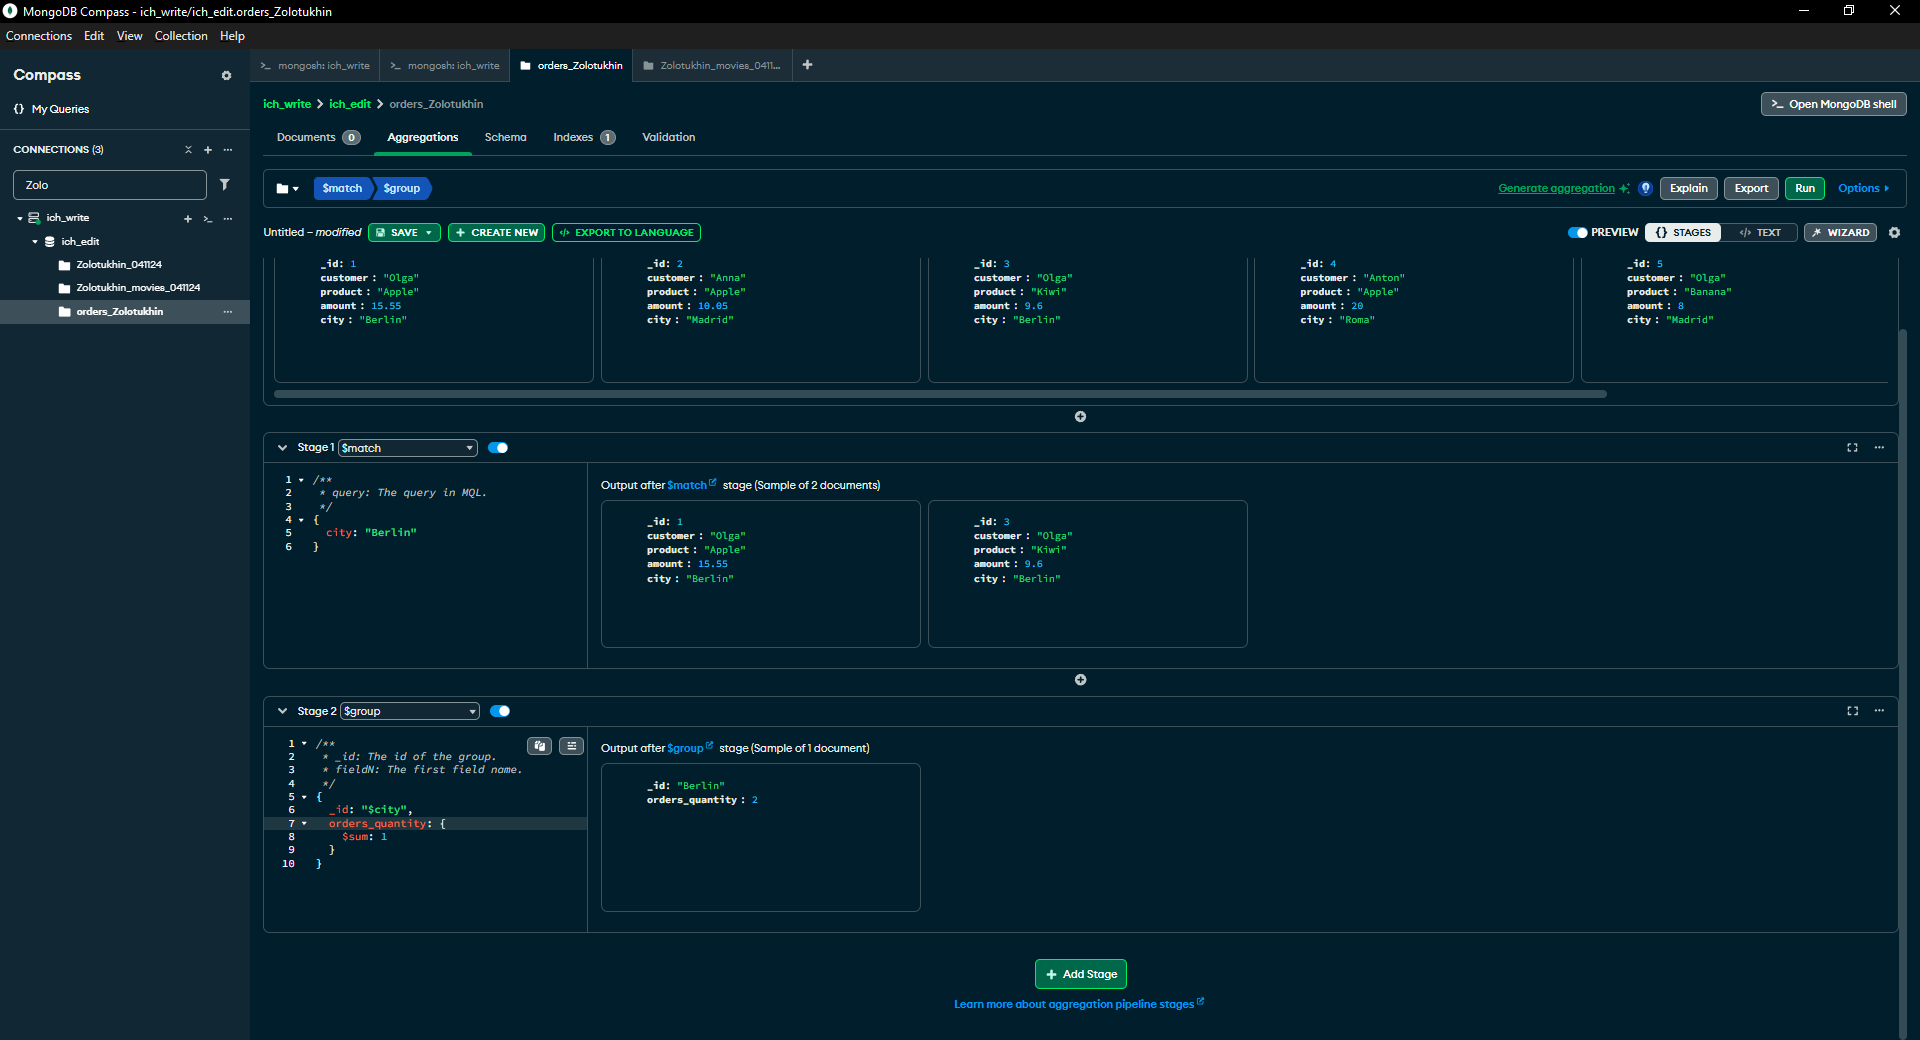 MongoDB Compass - ich_write/ich_edit.orders_Zolotukhin
Connections Edit View Collection Help
Compass
{} My Queries
CONNECTIONS (3)
Zolo
ich_write
ich_edit
Zolotukhin_041124
Zolotukhin_movies_041124
orders_Zolotukhin
>_ mongosh: ich_write
>_ mongosh: ich_write
orders_Zolotukhin
Zolotukhin_movies_0411...
ich_write > ich_edit > orders_Zolotukhin
>_ Open MongoDB shell
Documents 0 Aggregations Schema Indexes 1 Validation
$match $group
Generate aggregation Explain Export Run Options
Untitled – modified SAVE + CREATE NEW </> EXPORT TO LANGUAGE
PREVIEW {} STAGES </> TEXT WIZARD
_id: 1
customer : "Olga"
product : "Apple"
amount : 15.55
city : "Berlin"
_id: 2
customer : "Anna"
product : "Apple"
amount : 10.05
city : "Madrid"
_id: 3
customer : "Olga"
product : "Kiwi"
amount : 9.6
city : "Berlin"
_id: 4
customer : "Anton"
product : "Apple"
amount : 20
city : "Roma"
_id: 5
customer : "Olga"
product : "Banana"
amount : 8
city : "Madrid"
Stage 1 $match
1 /**
2 * query: The query in MQL.
3 */
4 {
5 city: "Berlin"
6 }
Output after $match stage (Sample of 2 documents)
_id: 1
customer : "Olga"
product : "Apple"
amount : 15.55
city : "Berlin"
_id: 3
customer : "Olga"
product : "Kiwi"
amount : 9.6
city : "Berlin"
Stage 2 $group
1 /**
2 * _id: The id of the group.
3 * fieldN: The first field name.
4 */
5 {
6 _id: "$city",
7 orders_quantity: {
8 $sum: 1
9 }
10 }
Output after $group stage (Sample of 1 document)
_id: "Berlin"
orders_quantity : 2
+ Add Stage
Learn more about aggregation pipeline stages